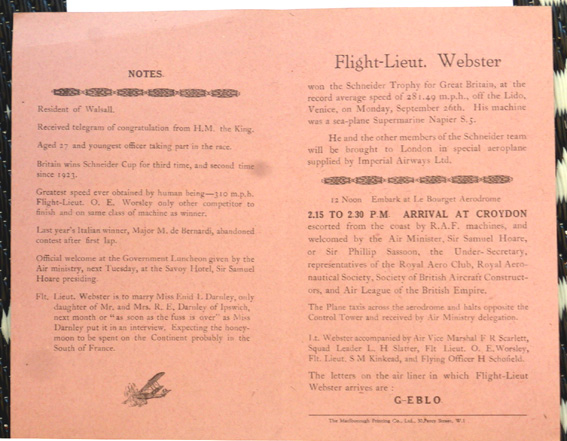 NOTES.
Resident of Walsall.
Received telegram of congratulation from H.M. the King.
Aged 27 and youngest officer taking part in the race.
Britain wins Schneider Cup for third time, and second time
since 1923.
Greatest speed ever obtained by human being—310 m.p.h.
Flight-Lieut. O. E. Worsley only other competitor to
finish and on same class of machine as winner.
Last year's Italian winner, Major M. de Bernardi, abandoned
contest after first lap.
Official welcome at the Government Luncheon given by the
Air ministry, next Tuesday, at the Savoy Hotel, Sir Samuel
Hoare presiding.
Flt. Lieut. Webster is to marry Miss Enid I. Darnley, only
daughter of Mr. and Mrs. R. E. Darnley of Ipswich,
next month or "as soon as the fuss is over" as Miss
Darnley put it in an interview. Expecting the honey-
moon to be spent on the Continent probably in the
South of France.
Flight-Lieut. Webster
won the Schneider Trophy for Great Britain, at the
record average speed of 281.49 m.p.h., off the Lido,
Venice, on Monday, September 26th. His machine
was a sea-plane Supermarine Napier S.5.
He and the other members of the Schneider team
will be brought to London in special aeroplane
supplied by Imperial Airways Ltd.
12 Noon Embark at Le Bourget Aerodrome
2.15 TO 2.30 P.M. ARRIVAL AT CROYDON
escorted from the coast by R.A.F. machines, and
welcomed by the Air Minister, Sir Samuel Hoare,
or Sir Phillip Sassoon, the Under-Secretary,
representatives of the Royal Aero Club, Royal Aero-
nautical Society, Society of British Aircraft Construct-
ors, and Air League of the British Empire.
The Plane taxis across the aerodrome and halts opposite the
Control Tower and received by Air Ministry delegation.
Lt. Webster accompanied by Air Vice Marshal F R Scarlett,
Squad Leader L. H Slatter, Flt. Lieut. O. E. Worsley,
Flt. Lieut. S M Kinkead, and Flying Officer H Schofield.
The letters on the air liner in which Flight-Lieut
Webster arrives are :
G-EBLO.
The Marlborough Printing Co., Ltd., Street, W.1